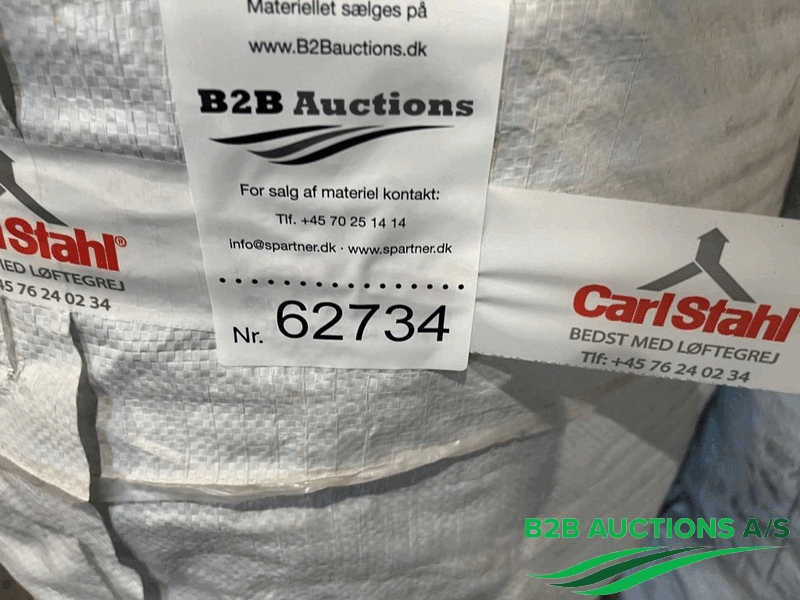 Materiellet sælges på
www.B2Bauctions.dk
B2B Auctions
For salg af materiel kontakt:
Tlf. +45 70 25 14 14
info@spartner.dk · www.spartner.dk
Nr. 62734
Stahl®
MED LØFTEGREJ
45 76 24 02 34
CarlStahl
BEDST MED LØFTEGREJ
Tlf: +45 76 24 02 34
B2B AUCTIONS A/S